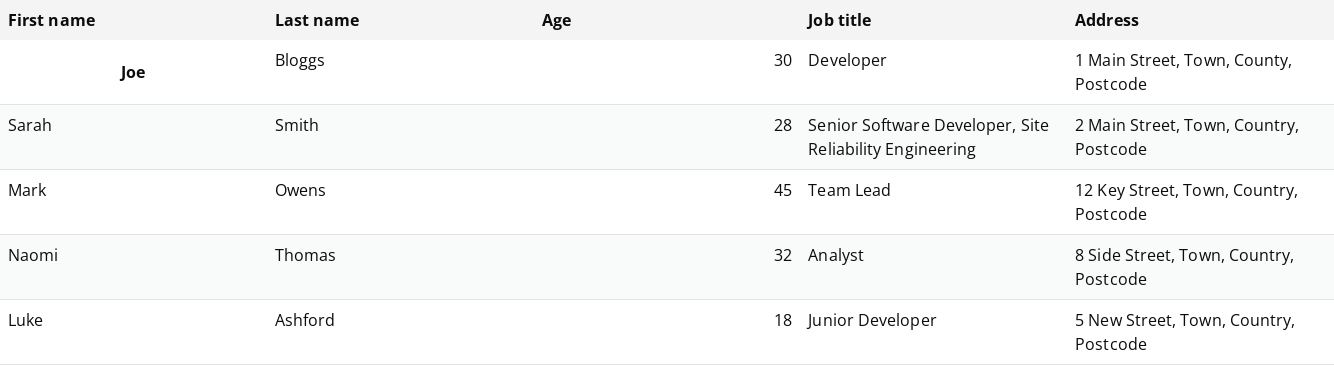 First name Last name Age Job title Address
Joe Bloggs 30 Developer 1 Main Street, Town, County,
Postcode
Sarah Smith 28 Senior Software Developer, Site 2 Main Street, Town, Country,
Reliability Engineering Postcode
Mark Owens 45 Team Lead 12 Key Street, Town, Country,
Postcode
Naomi Thomas 32 Analyst 8 Side Street, Town, Country,
Postcode
Luke Ashford 18 Junior Developer 5 New Street, Town, Country,
Postcode